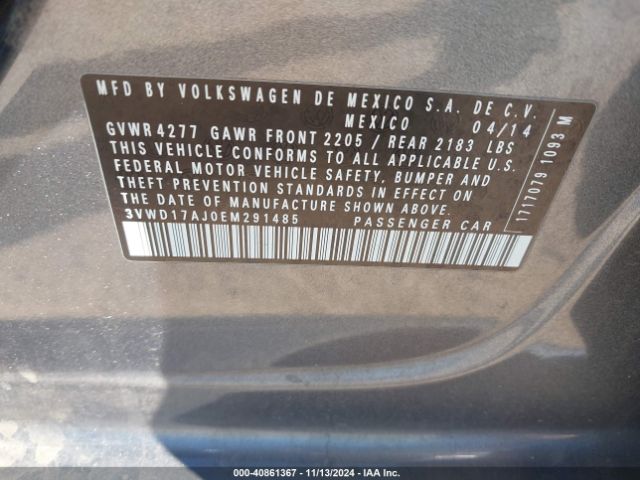 MFD BY VOLKSWAGEN DE MEXICO S.A. DE C.V.
MEXICO 04/14
GVWR 4277 GAWR FRONT 2205 / REAR 2183 LBS
THIS VEHICLE CONFORMS TO ALL APPLICABLE U.S.
FEDERAL MOTOR VEHICLE SAFETY, BUMPER AND
THEFT PREVENTION STANDARDS IN EFFECT ON
THE DATE OF MANUFACTURE SHOWN ABOVE.
3VWD17AJ0EM291485 PASSENGER CAR
1717079 1093 M
000-40861367 - 11/13/2024 - IAA Inc.